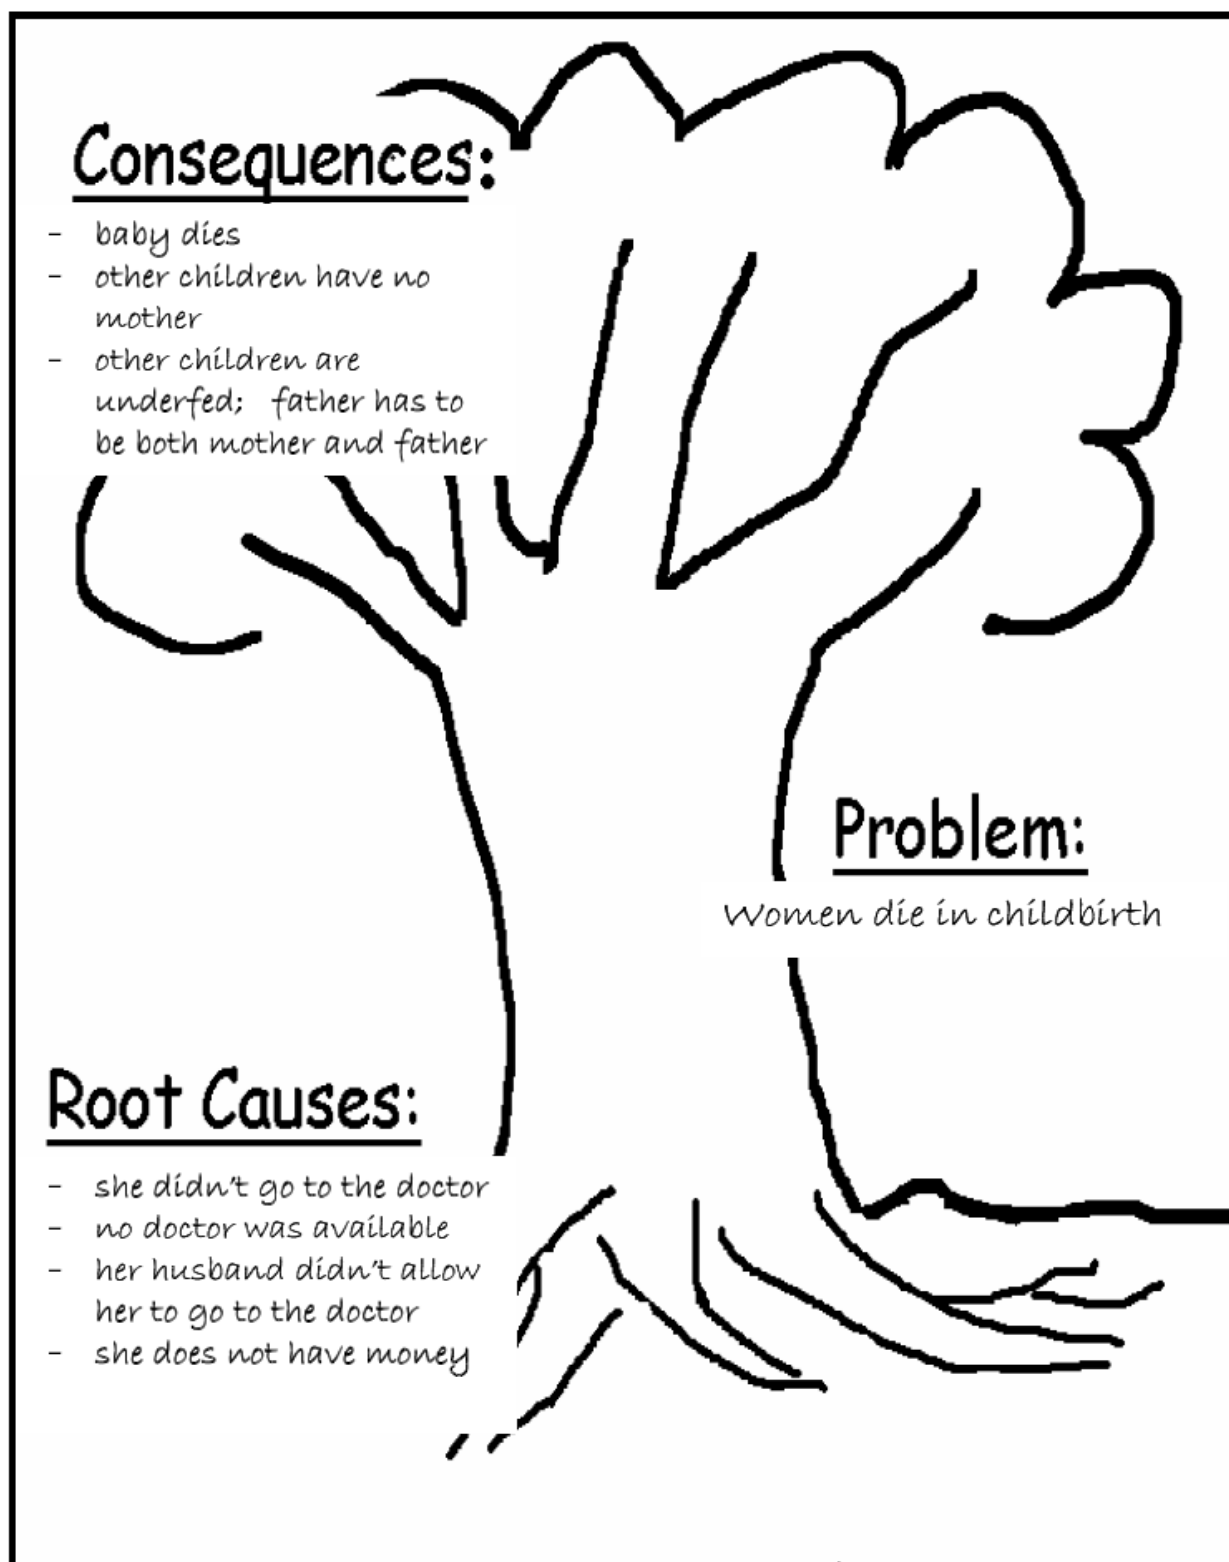 Consequences:
- baby dies
- other children have no
mother
- other children are
underfed; father has to
be both mother and father
Problem:
Women die in childbirth
Root Causes:
- she didn't go to the doctor
- no doctor was available
- her husband didn't allow
her to go to the doctor
- she does not have money